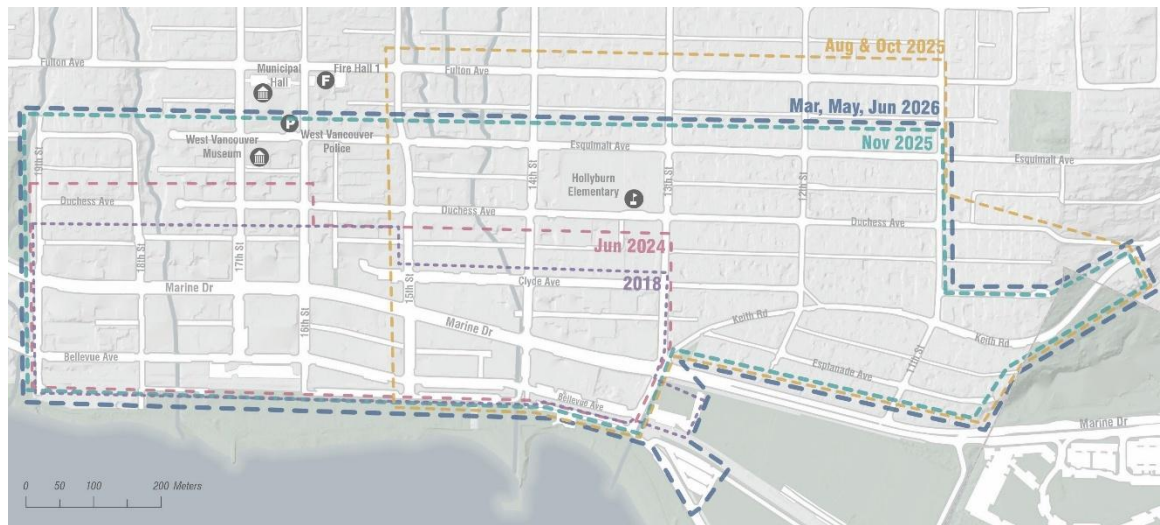 Aug & Oct 2025
Fulton Ave
Municipal
Hall
Fire Hall 1
F
Fulton Ave
Mar, May, Jun 2026
P
West Vancouver
Police
West Vancouver
Museum
Nov 2025
Esquimalt Ave
Esquimalt Ave
19th St
14th St
13th St
12th St
Hollyburn
Elementary
Duchess Ave
Duchess Ave
Duchess Ave
Jun 2024
18th St
17th St
2018
Clyde Ave
15th St
Marine Dr
16th St
Marine Dr
Keith Rd
Keith Rd
11th St
Bellevue Ave
Esplanade Ave
Bellevue Ave
Marine Dr
0 50 100 200 Meters